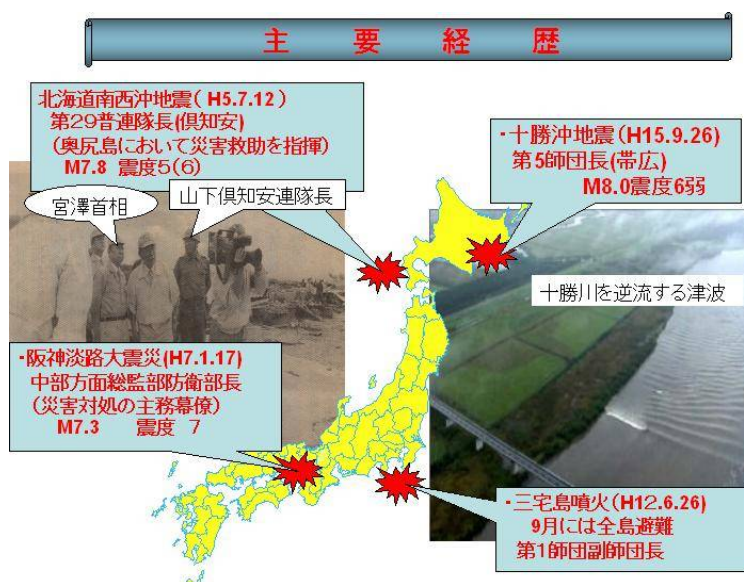 主 要 経 歴
北海道南西沖地震( H5.7.12 )
第29普連隊長(倶知安)
(奥尻島において災害救助を指揮)
M7.8 震度5(6)
宮澤首相
山下倶知安連隊長
・十勝沖地震(H15.9.26)
第5師団長(帯広)
M8.0震度6弱
十勝川を逆流する津波
・阪神淡路大震災(H7.1.17)
中部方面総監部防衛部長
(災害対処の主務幕僚)
M7.3 震度 7
・三宅島噴火(H12.6.26)
9月には全島避難
第1師団副師団長